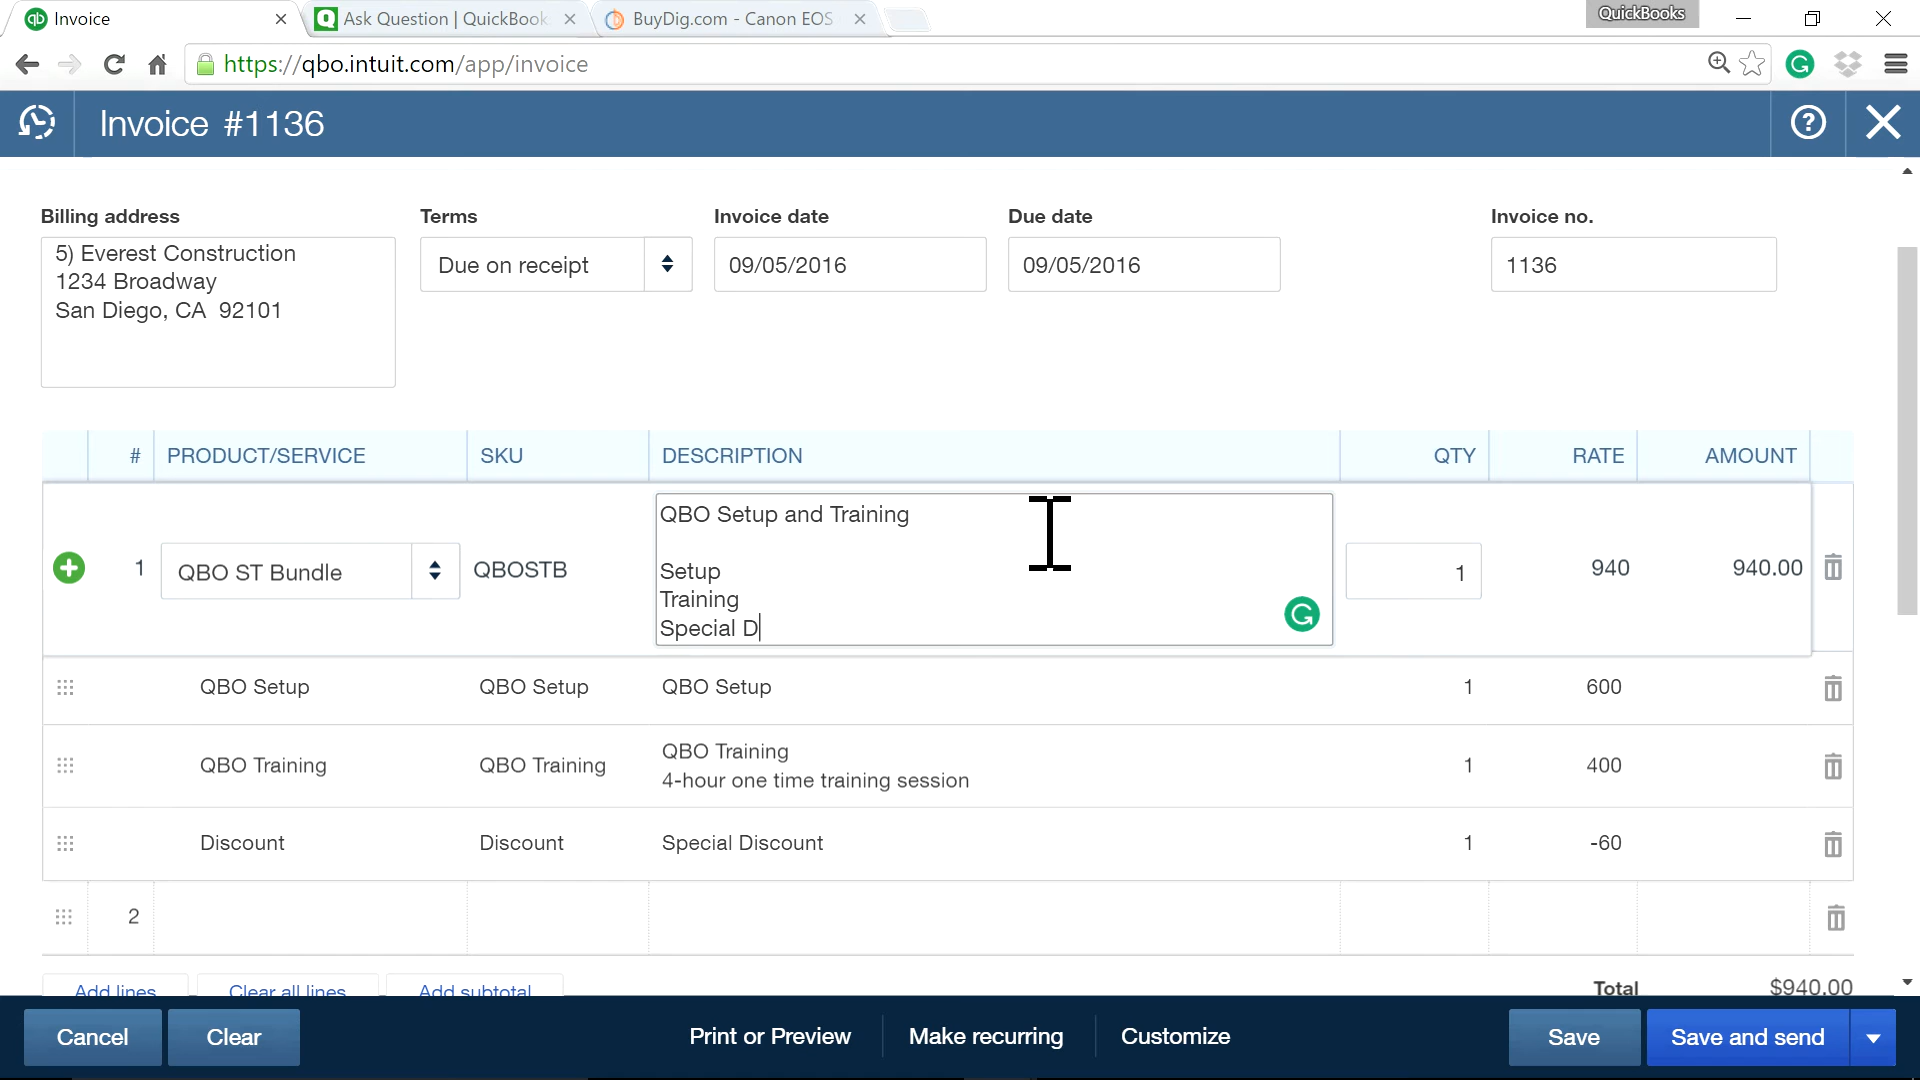 Invoice
Ask Question | QuickBook
BuyDig.com - Canon EOS
QuickBooks
https://qbo.intuit.com/app/invoice
Invoice #1136
Billing address
Terms
Invoice date
Due date
Invoice no.
5) Everest Construction
1234 Broadway
San Diego, CA 92101
Due on receipt
09/05/2016
09/05/2016
1136
# PRODUCT/SERVICE SKU DESCRIPTION QTY RATE AMOUNT
1 QBO ST Bundle QBOSTB
QBO Setup and Training
Setup
Training
Special D
1 940 940.00
QBO Setup QBO Setup QBO Setup 1 600
QBO Training QBO Training
QBO Training
4-hour one time training session
1 400
Discount Discount Special Discount 1 -60
2
Add lines Clear all lines Add subtotal
Total $940.00
Cancel Clear Print or Preview Make recurring Customize Save Save and send